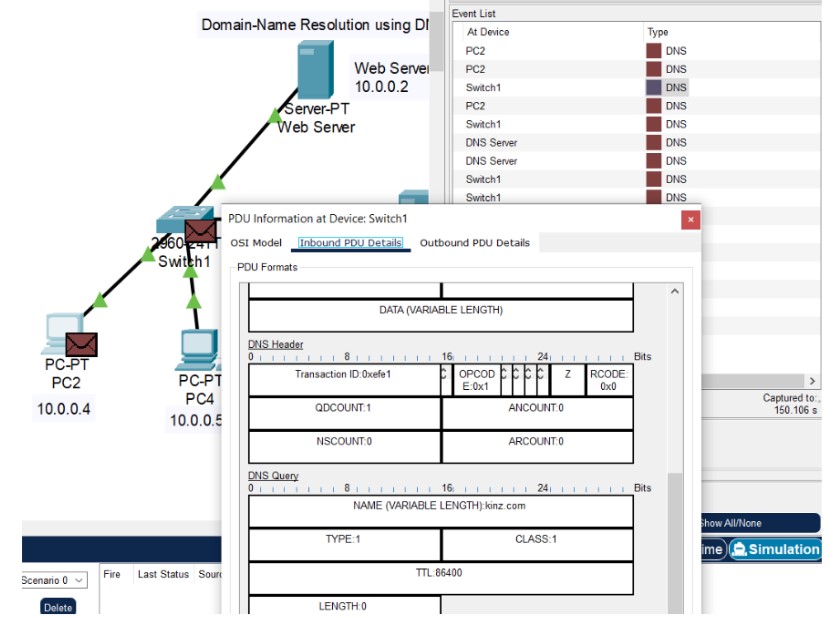 Domain-Name Resolution using
Web Server
10.0.0.2
Server-PT
Web Server
Switch1
PC-PT
PC2
10.0.0.4
PC-PT
PC4
10.0.0.5
Event List
At Device Type
PC2 DNS
PC2 DNS
Switch1 DNS
PC2 DNS
Switch1 DNS
DNS Server DNS
DNS Server DNS
Switch1 DNS
Switch1 DNS
PDU Information at Device: Switch1
OSI Model Inbound PDU Details Outbound PDU Details
PDU Formats
DATA (VARIABLE LENGTH)
DNS Header
0 8 16 24 Bits
Transaction ID:0xefe1 OPCOD
E:0x1 Z RCODE:
0x0
QDCOUNT:1 ANCOUNT:0
NSCOUNT:0 ARCOUNT:0
DNS Query
0 8 16 24 Bits
NAME (VARIABLE LENGTH):kinz.com
TYPE:1 CLASS:1
TTL:86400
LENGTH:0
Captured to:
150.106 s
Show All/None
Simulation
Scenario 0
Delete
Fire Last Status